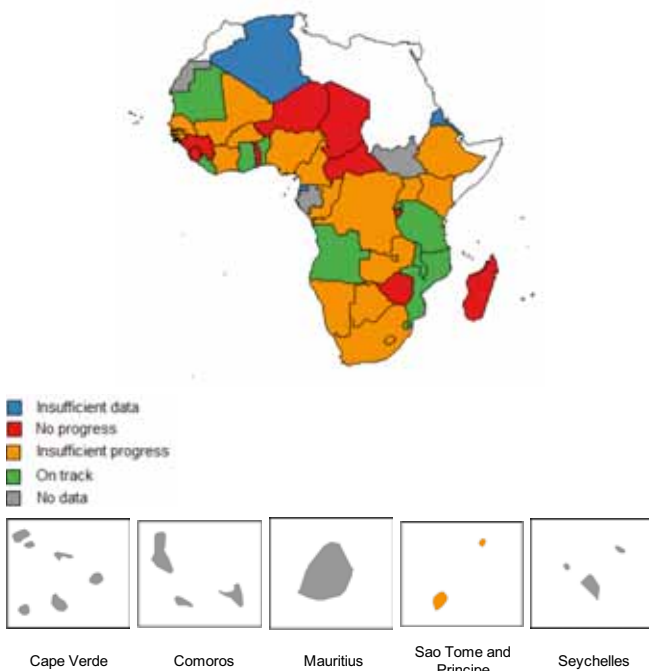 Insufficient data
No progress
Insufficient progress
On track
No data
Cape Verde
Comoros
Mauritius
Sao Tome and
Principe
Seychelles